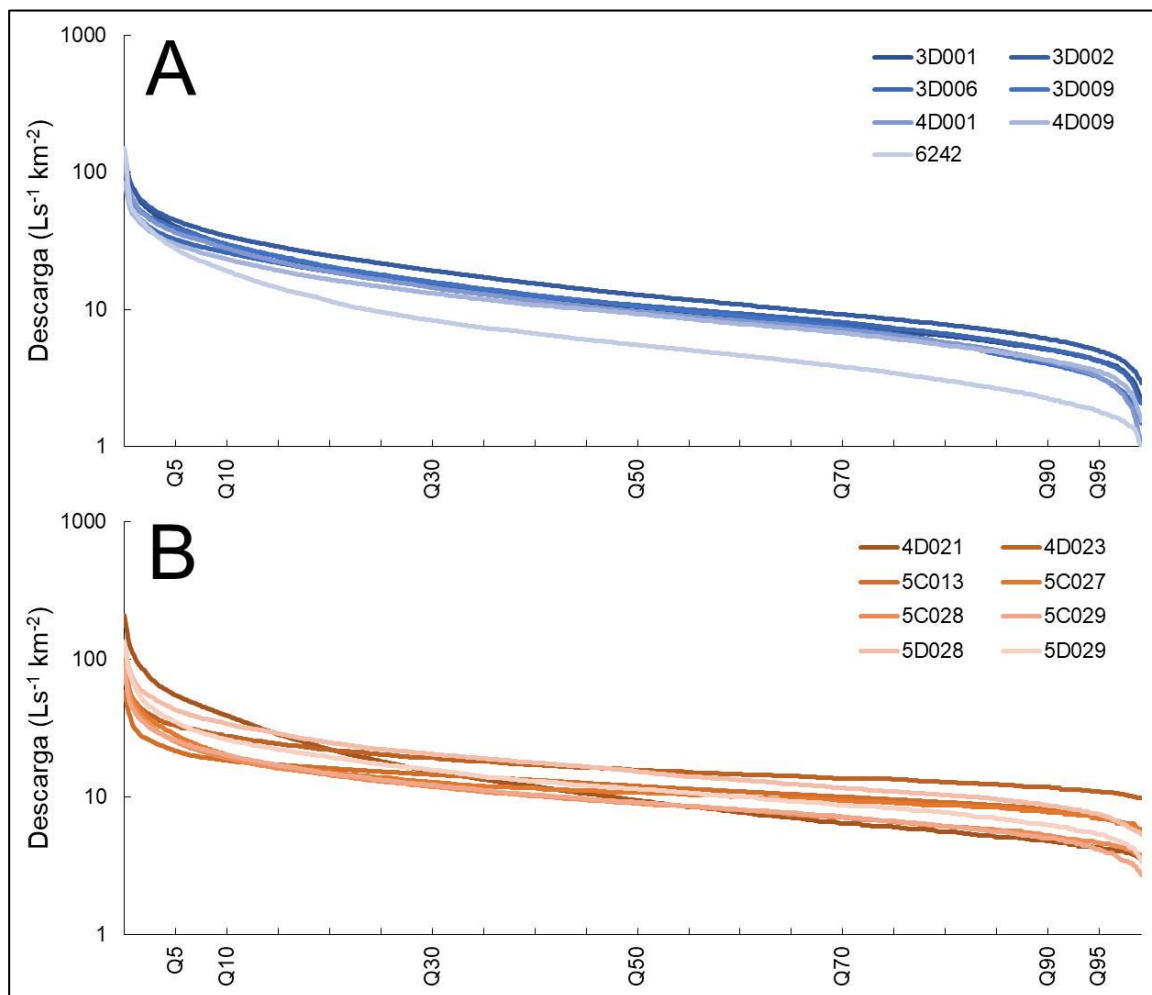 A
1000
100
10
1
Descarga (Ls⁻¹ km⁻²)
3D001 3D002
3D006 3D009
4D001 4D009
6242
Q5 Q10 Q30 Q50 Q70 Q90 Q95
B
1000
100
10
1
Descarga (Ls⁻¹ km⁻²)
4D021 4D023
5C013 5C027
5C028 5C029
5D028 5D029
Q5 Q10 Q30 Q50 Q70 Q90 Q95